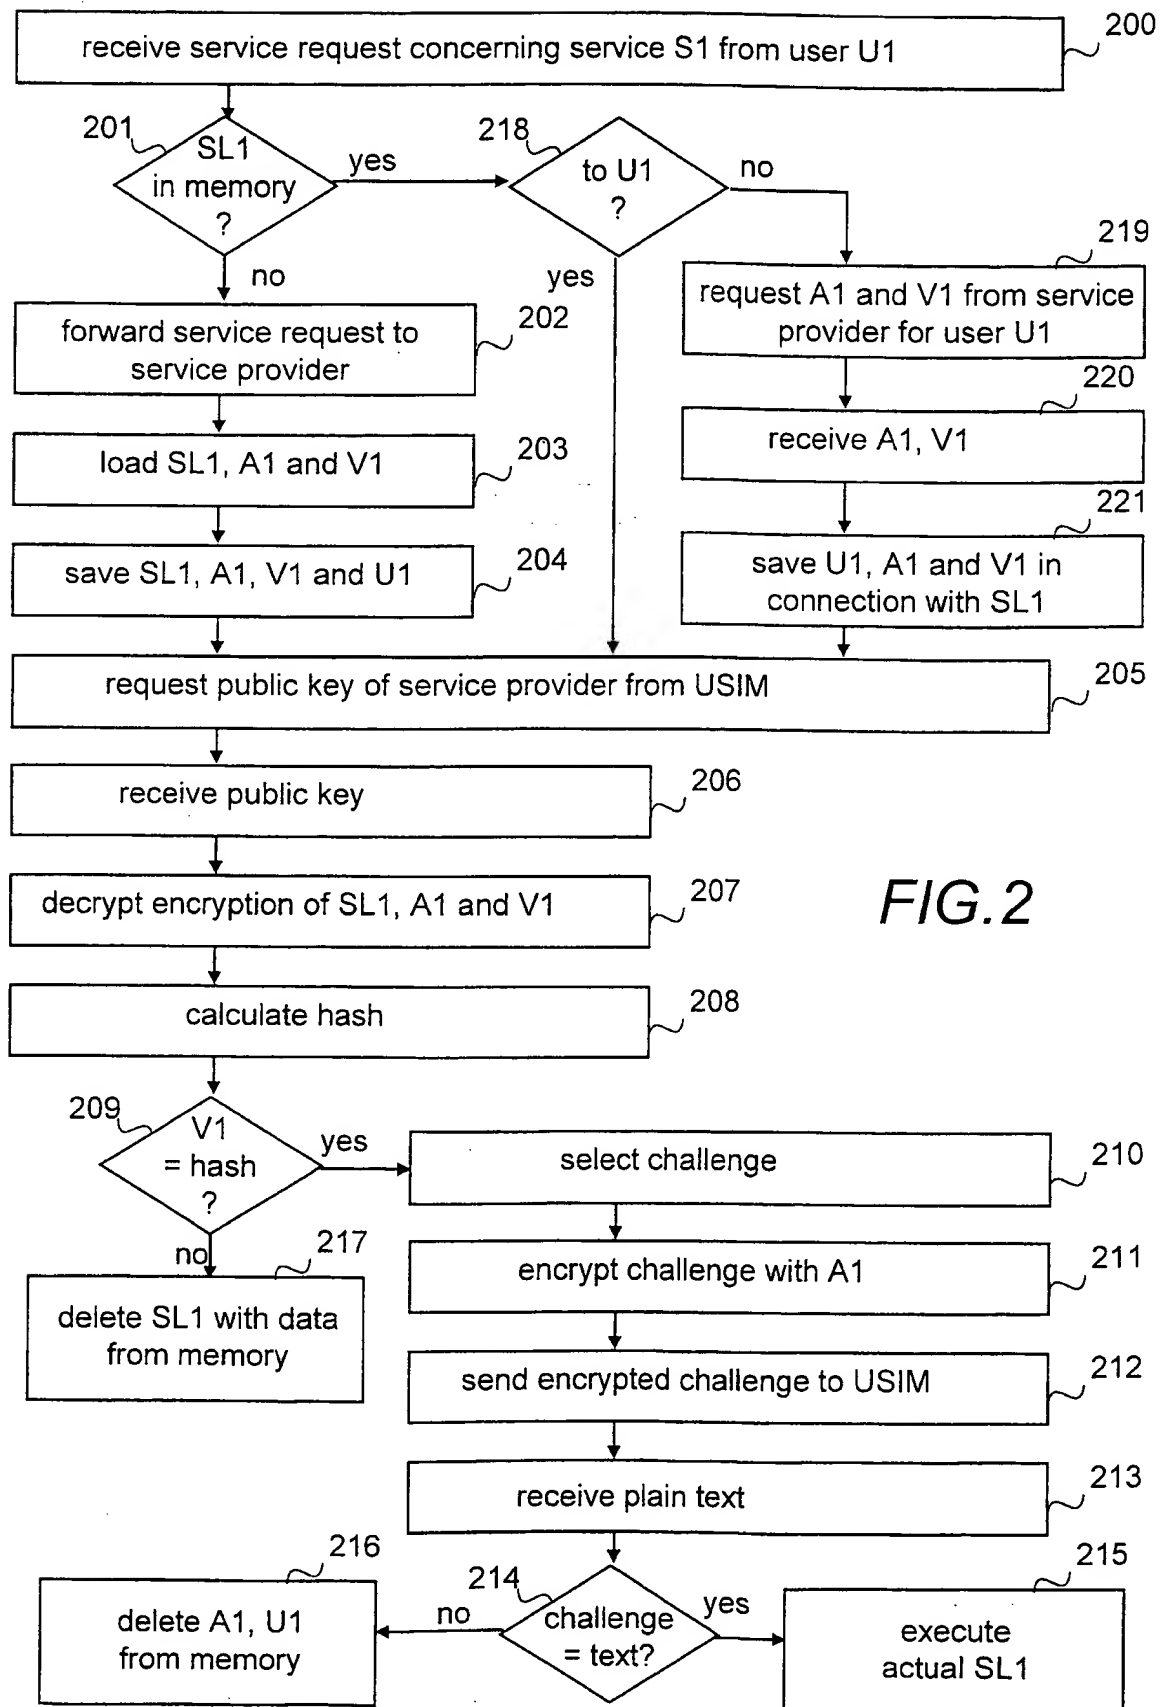 200
receive service request concerning service S1 from user U1
201
SL1
in memory
?
yes
218
to U1
?
no
no
yes
219
request A1 and V1 from service
provider for user U1
202
forward service request to
service provider
220
receive A1, V1
203
load SL1, A1 and V1
221
save U1, A1 and V1 in
connection with SL1
204
save SL1, A1, V1 and U1
205
request public key of service provider from USIM
206
receive public key
207
decrypt encryption of SL1, A1 and V1
FIG.2
208
calculate hash
209
V1
= hash
?
yes
no
210
select challenge
217
delete SL1 with data
from memory
211
encrypt challenge with A1
212
send encrypted challenge to USIM
213
receive plain text
214
challenge
= text?
no
yes
216
delete A1, U1
from memory
215
execute
actual SL1